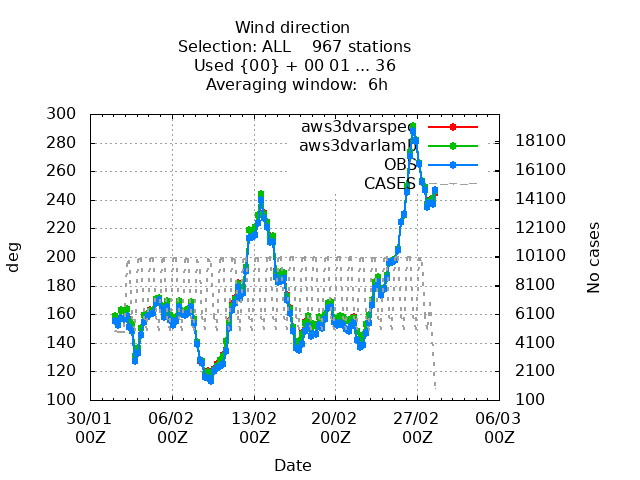 Wind direction
Selection: ALL    967 stations
Used {00} + 00 01 ... 36
Averaging window:  6h
300
280
260
240
220
200
180
160
140
120
100
deg
aws3dvarspec
aws3dvarlamb
OBS
CASES
18100
16100
14100
12100
10100
8100
6100
4100
2100
100
No cases
30/01 06/02 13/02 20/02 27/02 06/03
00Z 00Z 00Z 00Z 00Z 00Z
Date